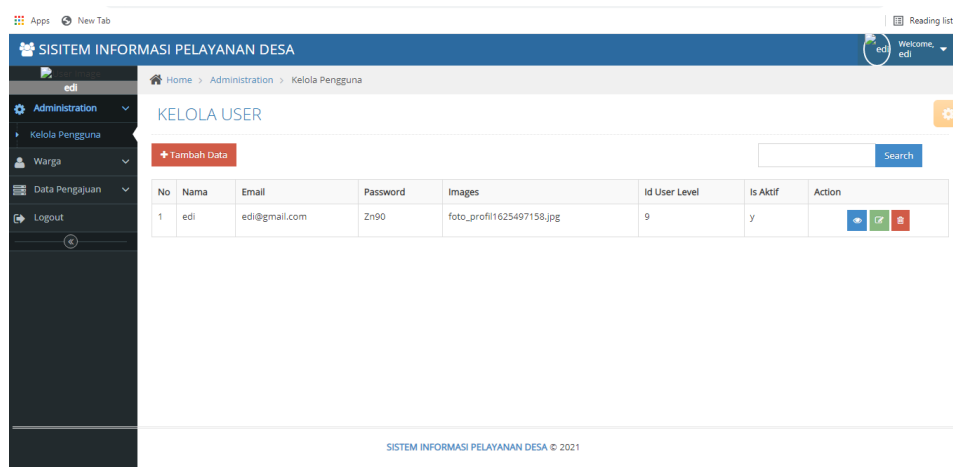 Apps New Tab Reading list
SISITEM INFORMASI PELAYANAN DESA
edi Welcome,
edi
edi
Home > Administration > Kelola Pengguna
Administration
Kelola Pengguna
Warga
Data Pengajuan
Logout
KELOLA USER
Tambah Data Search
No Nama Email Password Images Id User Level Is Aktif Action
1 edi edi@gmail.com Zn90 foto_profil1625497158.jpg 9 y
SISTEM INFORMASI PELAYANAN DESA © 2021